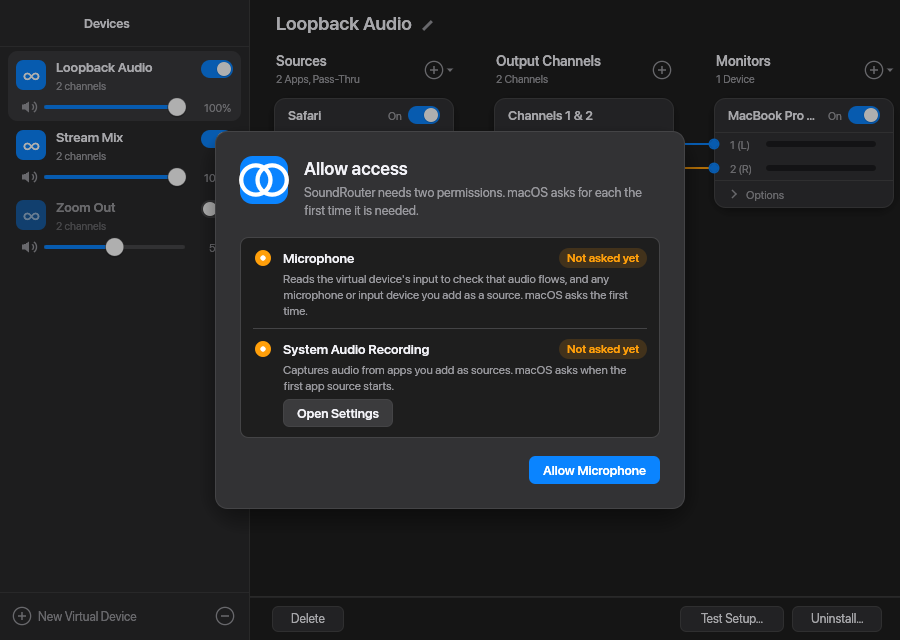 Devices
Loopback Audio
2 channels
100%
Stream Mix
2 channels
10
Zoom Out
2 channels
5
New Virtual Device
Loopback Audio
Sources
2 Apps, Pass-Thru
Output Channels
2 Channels
Monitors
1 Device
Safari
On
Channels 1 & 2
MacBook Pro ...
On
1 (L)
2 (R)
Options
Allow access
SoundRouter needs two permissions. macOS asks for each the
first time it is needed.
Microphone
Not asked yet
Reads the virtual device's input to check that audio flows, and any
microphone or input device you add as a source. macOS asks the first
time.
System Audio Recording
Not asked yet
Captures audio from apps you add as sources. macOS asks when the
first app source starts.
Open Settings
Allow Microphone
Delete
Test Setup...
Uninstall...